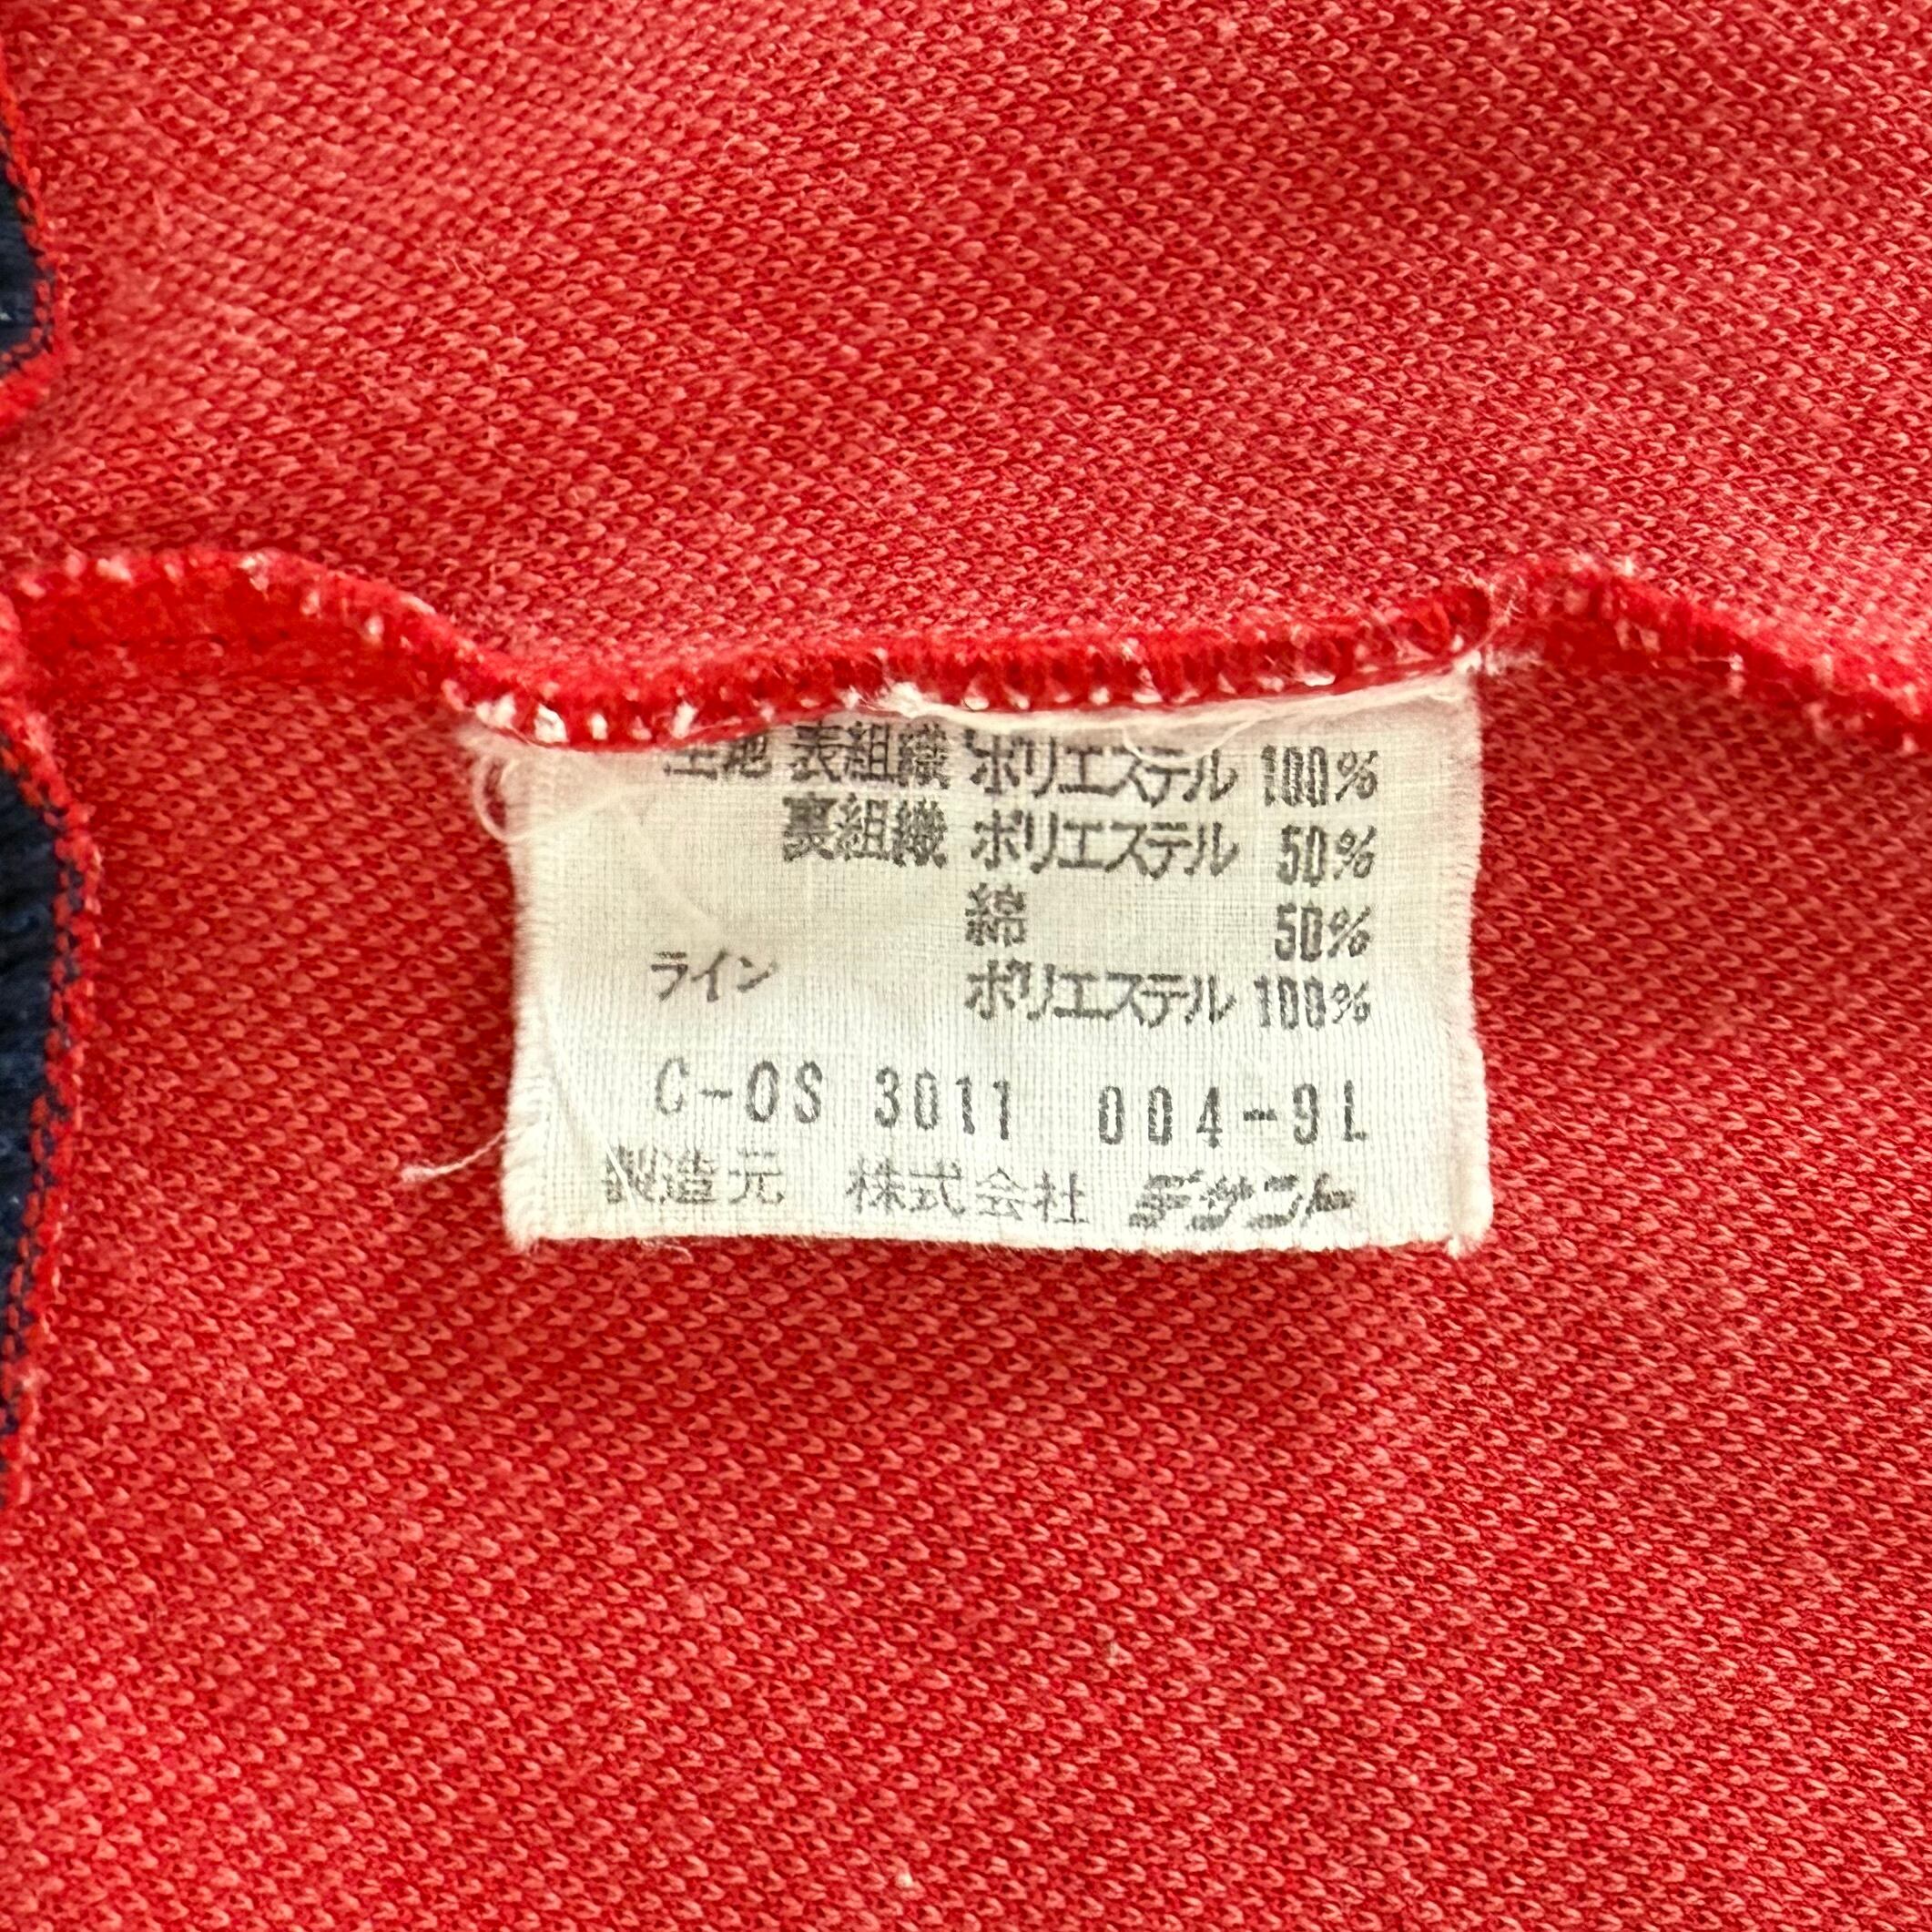 生地 表組織 ポリエステル 100%
裏組織 ポリエステル 50%
綿 50%
ライン ポリエステル 100%
C-OS 3011 004-9L
製造元 株式会社 デサント